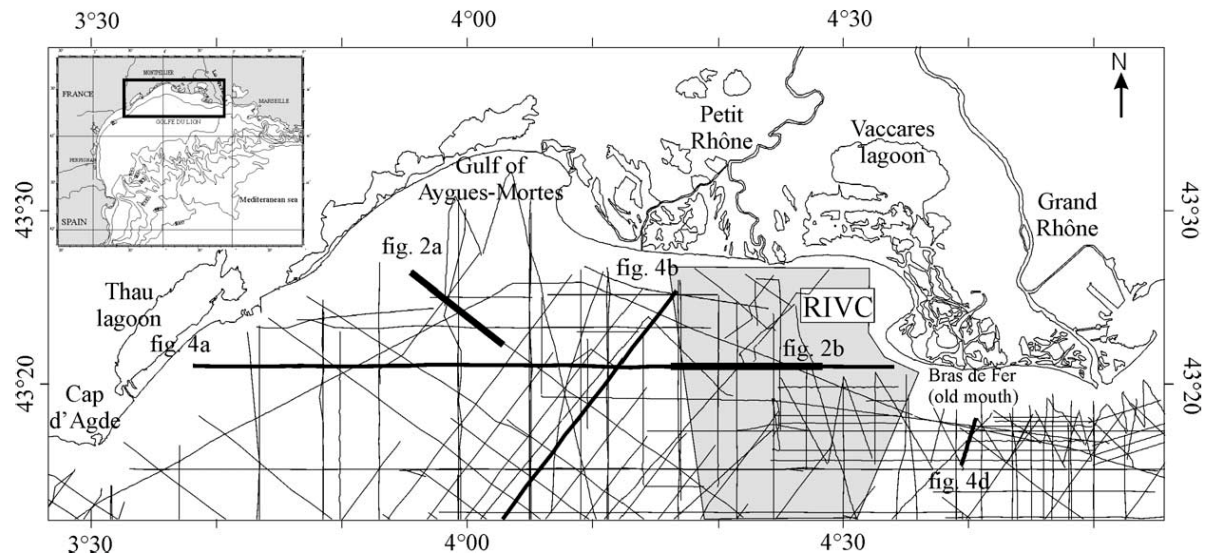 3°30
4°00
4°30
N
MONTPELLIER
FRANCE
MARSEILLE
GOLFE DU LION
PERPIGNAN
Mediteranean sea
SPAIN
Petit
Rhône
Vaccares
lagoon
Gulf of
Aygues-Mortes
Grand
Rhône
43°30
43°30
fig. 2a
fig. 4b
Thau
lagoon
RIVC
fig. 4a
fig. 2b
43°20
43°20
Bras de Fer
(old mouth)
Cap
d'Agde
fig. 4d
3°30
4°00
4°30